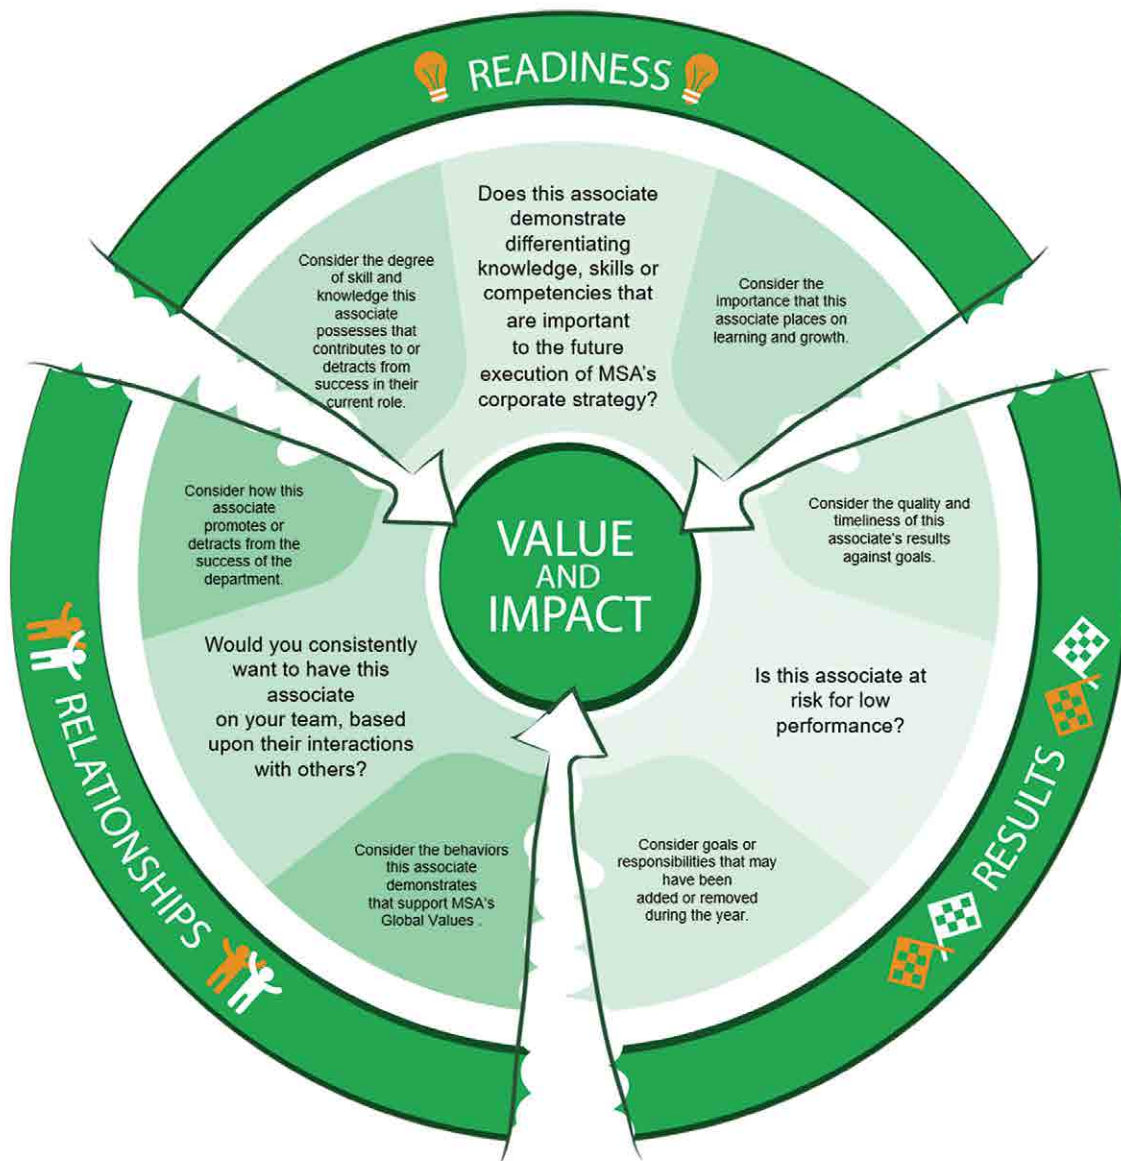 READINESS
Consider the degree
of skill and
knowledge this
associate
possesses that
contributes to or
detracts from
success in their
current role.
Does this associate
demonstrate
differentiating
knowledge, skills or
competencies that
are important
to the future
execution of MSA's
corporate strategy?
Consider the
importance that this
associate places on
learning and growth.
VALUE
AND
IMPACT
RELATIONSHIPS
Consider how this
associate
promotes or
detracts from the
success of the
department.
Would you consistently
want to have this
associate
on your team, based
upon their interactions
with others?
Consider the behaviors
this associate
demonstrates
that support MSA's
Global Values .
RESULTS
Consider the quality and
timeliness of this
associate's results
against goals.
Is this associate at
risk for low
performance?
Consider goals or
responsibilities that may
have been
added or removed
during the year.